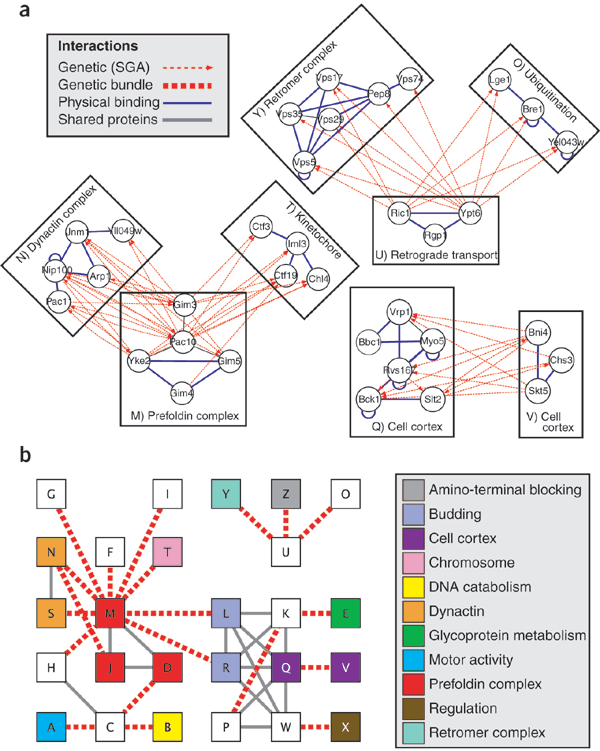 a
Interactions
Genetic (SGA)
Genetic bundle
Physical binding
Shared proteins
Y) Retromer complex
Vps17
Vps74
Pep8
Vps35
Vps29
Vps5
O) Ubiquitination
Lge1
Bre1
Yel043w
Ric1
Ypt6
Rgp1
U) Retrograde transport
N) Dynactin complex
Jnm1
Yll049w
Nip100
Arp1
Pac1
T) Kinetochore
Ctf3
Iml3
Ctf19
Chl4
Gim3
Pac10
Yke2
Gim5
Gim4
M) Prefoldin complex
Vrp1
Bbc1
Myo5
Rvs167
Bck1
Slt2
Q) Cell cortex
Bni4
Chs3
Skt5
V) Cell
cortex
b
G
I
Y
Z
O
N
F
T
U
S
M
L
K
E
H
J
D
R
Q
V
A
C
B
P
W
X
Amino-terminal blocking
Budding
Cell cortex
Chromosome
DNA catabolism
Dynactin
Glycoprotein metabolism
Motor activity
Prefoldin complex
Regulation
Retromer complex